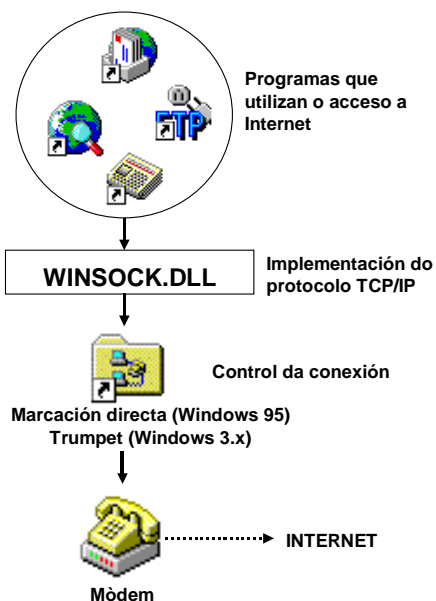 FTP
Programas que
utilizan o acceso a
Internet
WINSOCK.DLL
Implementación do
protocolo TCP/IP
Control da conexión
Marcación directa (Windows 95)
Trumpet (Windows 3.x)
INTERNET
Mòdem